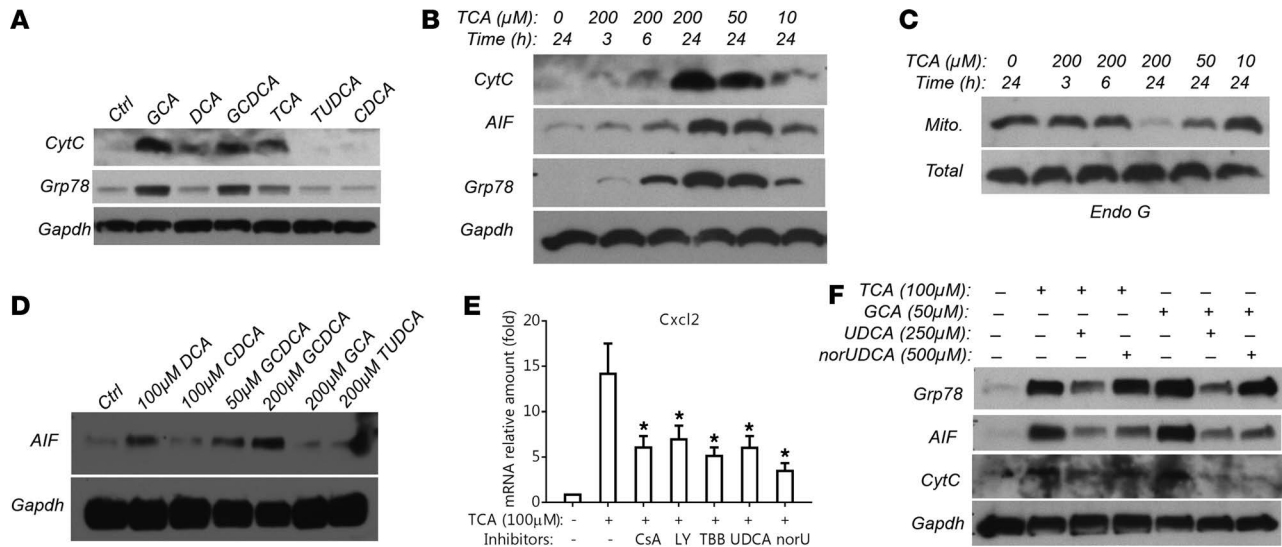 A
Ctrl GCA DCA GCDCA TCA TUDCA CDCA
CytC
Grp78
Gapdh
B
TCA (µM): 0 200 200 200 50 10
Time (h): 24 3 6 24 24 24
CytC
AIF
Grp78
Gapdh
C
TCA (µM): 0 200 200 200 50 10
Time (h): 24 3 6 24 24 24
Mito.
Total
Endo G
D
Ctrl 100µM DCA 100µM CDCA 50µM GCDCA 200µM GCDCA 200µM GCA 200µM TUDCA
AIF
Gapdh
E
Cxcl2
mRNA relative amount (fold)
20
15
10
5
0
* * * * *
TCA (100µM): - + + + + + +
Inhibitors: - - CsA LY TBB UDCA norU
F
TCA (100µM): – + + + – – –
GCA (50µM): – – – – + + +
UDCA (250µM): – – + – – + –
norUDCA (500µM): – – – + – – +
Grp78
AIF
CytC
Gapdh